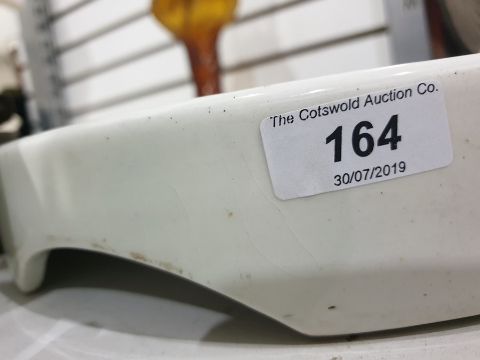 The Cotswold Auction Co.
164
30/07/2019